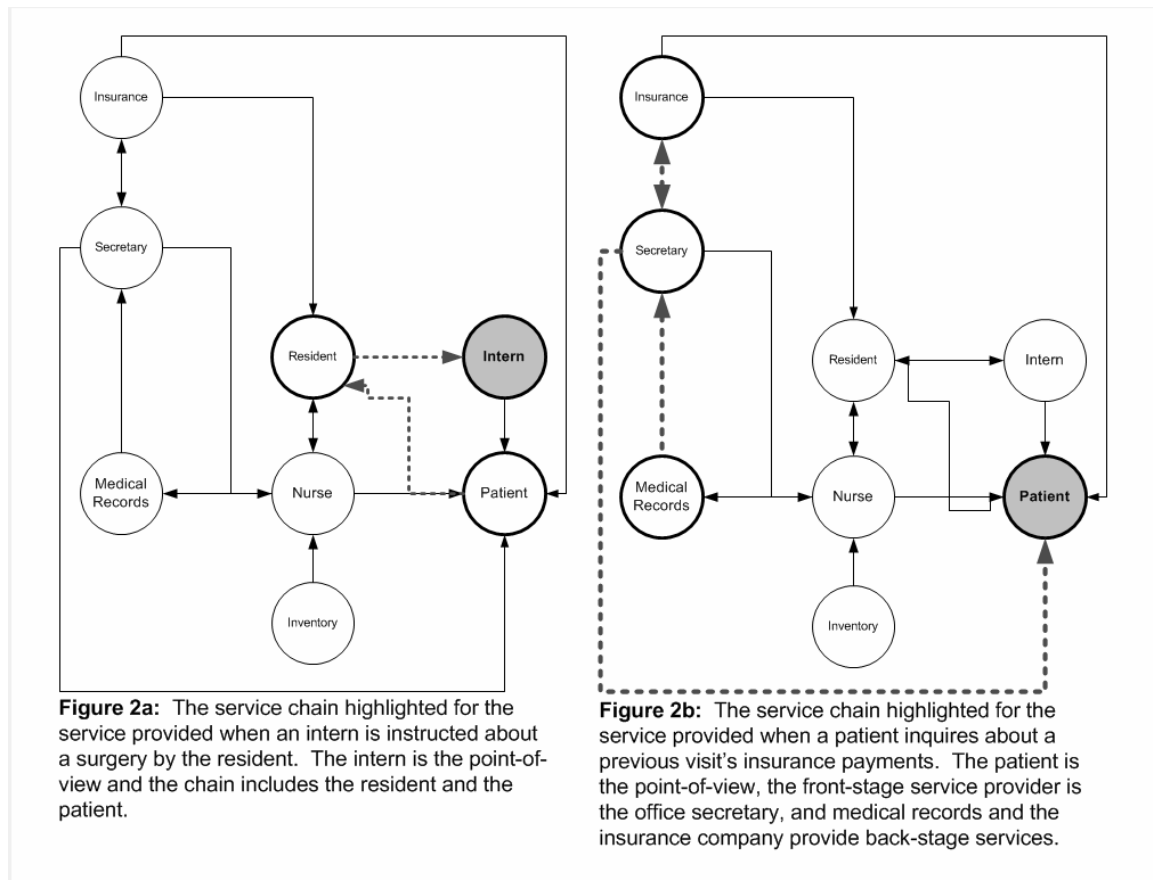 Insurance
Secretary
Resident
Intern
Medical
Records
Nurse
Patient
Inventory
Figure 2a: The service chain highlighted for the
service provided when an intern is instructed about
a surgery by the resident. The intern is the point-of-
view and the chain includes the resident and the
patient.
Insurance
Secretary
Resident
Intern
Medical
Records
Nurse
Patient
Inventory
Figure 2b: The service chain highlighted for the
service provided when a patient inquires about a
previous visit's insurance payments. The patient is
the point-of-view, the front-stage service provider is
the office secretary, and medical records and the
insurance company provide back-stage services.